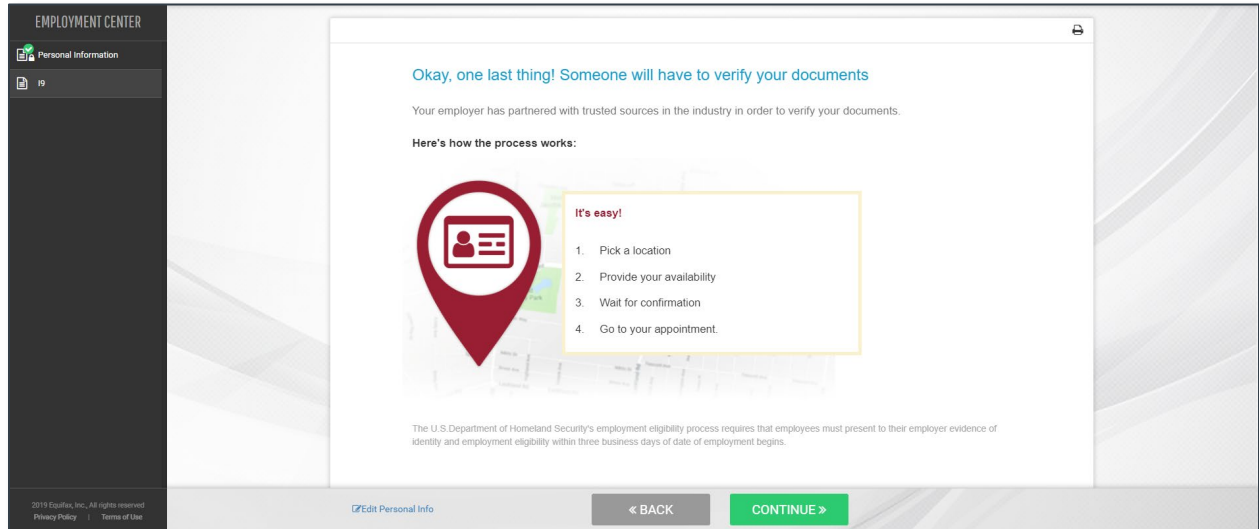 EMPLOYMENT CENTER
Personal Information
I9
Okay, one last thing! Someone will have to verify your documents
Your employer has partnered with trusted sources in the industry in order to verify your documents.
Here's how the process works:
It's easy!
1. Pick a location
2. Provide your availability
3. Wait for confirmation
4. Go to your appointment.
Park
The U.S.Department of Homeland Security's employment eligibility process requires that employees must present to their employer evidence of
identity and employment eligibility within three business days of date of employment begins.
2019 Equifax, Inc., All rights reserved
Privacy Policy | Terms of Use
Edit Personal Info
« BACK
CONTINUE »